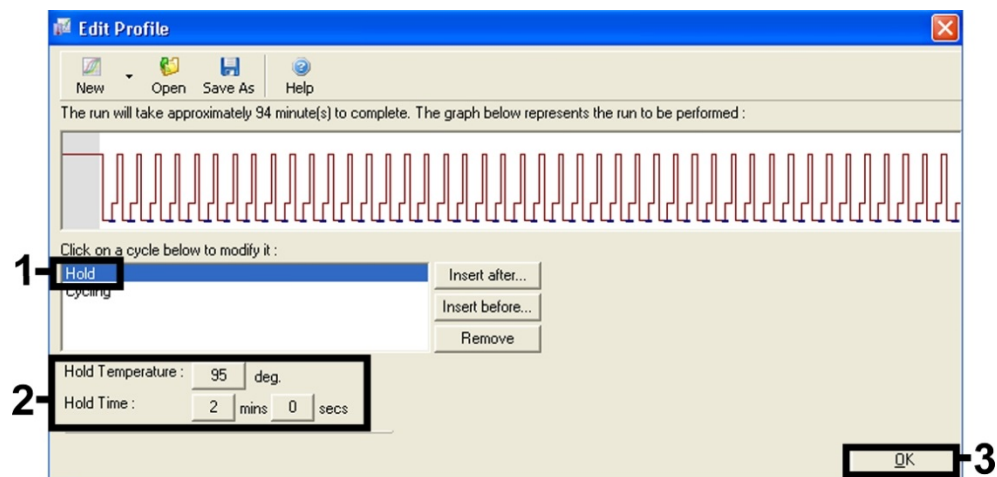 Edit Profile
New Open Save As Help
The run will take approximately 94 minute(s) to complete. The graph below represents the run to be performed :
Click on a cycle below to modify it :
1 Hold Insert after...
Cycling Insert before...
Remove
Hold Temperature : 95 deg.
2 Hold Time : 2 mins 0 secs
OK 3